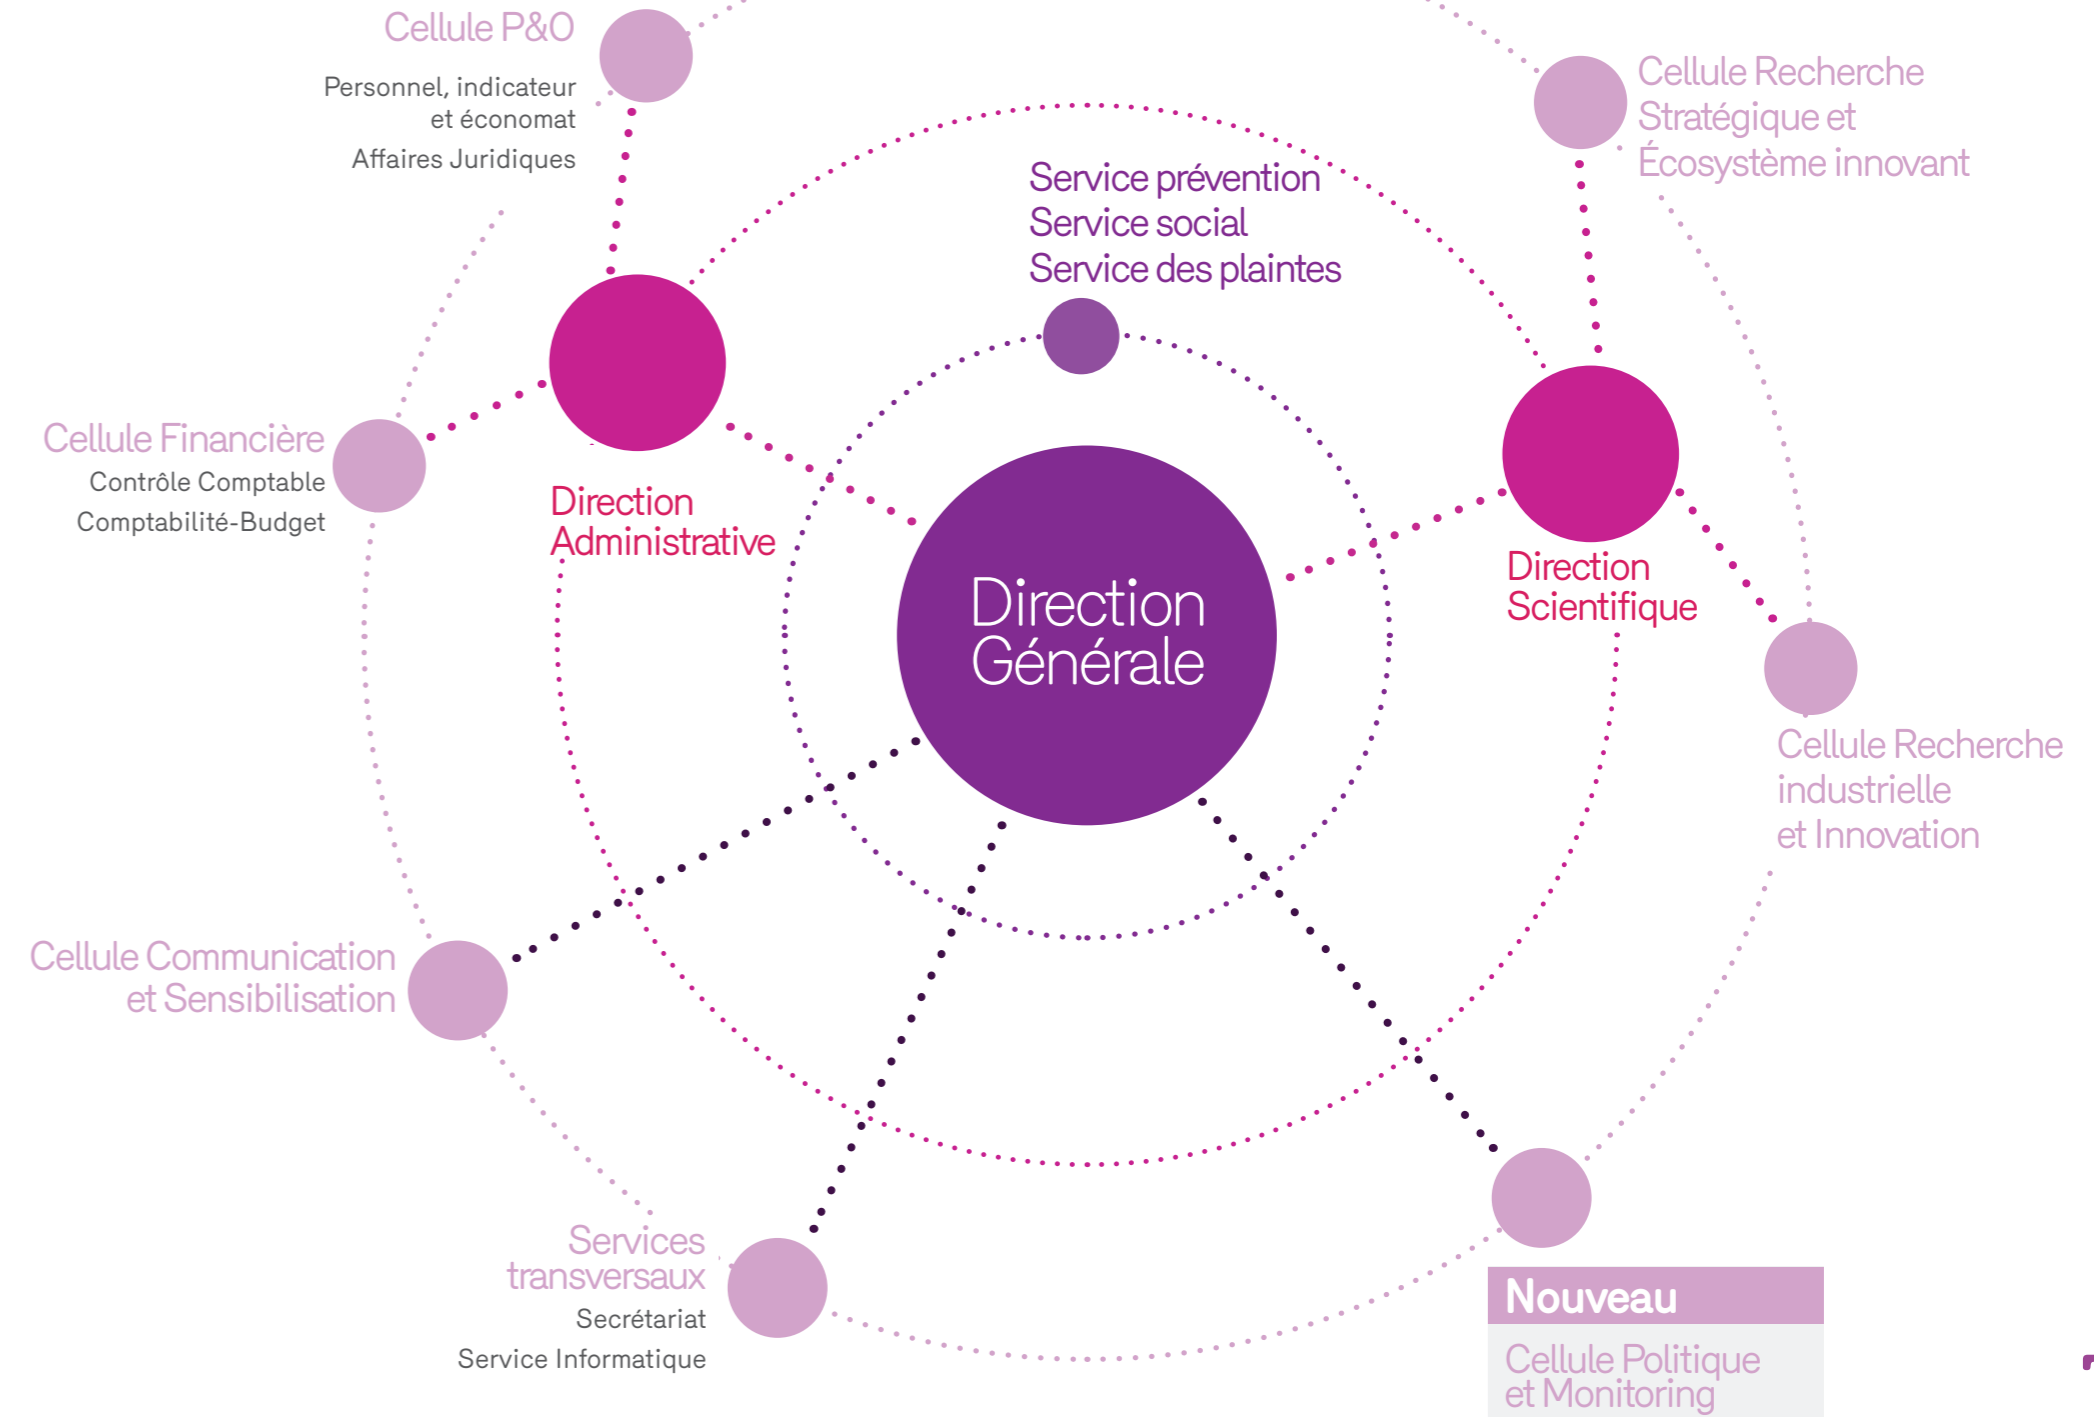 Cellule P&O
Personnel, indicateur
et économat
Affaires Juridiques
Cellule Recherche
Stratégique et
Écosystème innovant
Service prévention
Service social
Service des plaintes
Cellule Financière
Contrôle Comptable
Comptabilité-Budget
Direction
Administrative
Direction
Scientifique
Direction
Générale
Cellule Recherche
industrielle
et Innovation
Cellule Communication
et Sensibilisation
Services
transversaux
Secrétariat
Service Informatique
Nouveau
Cellule Politique
et Monitoring